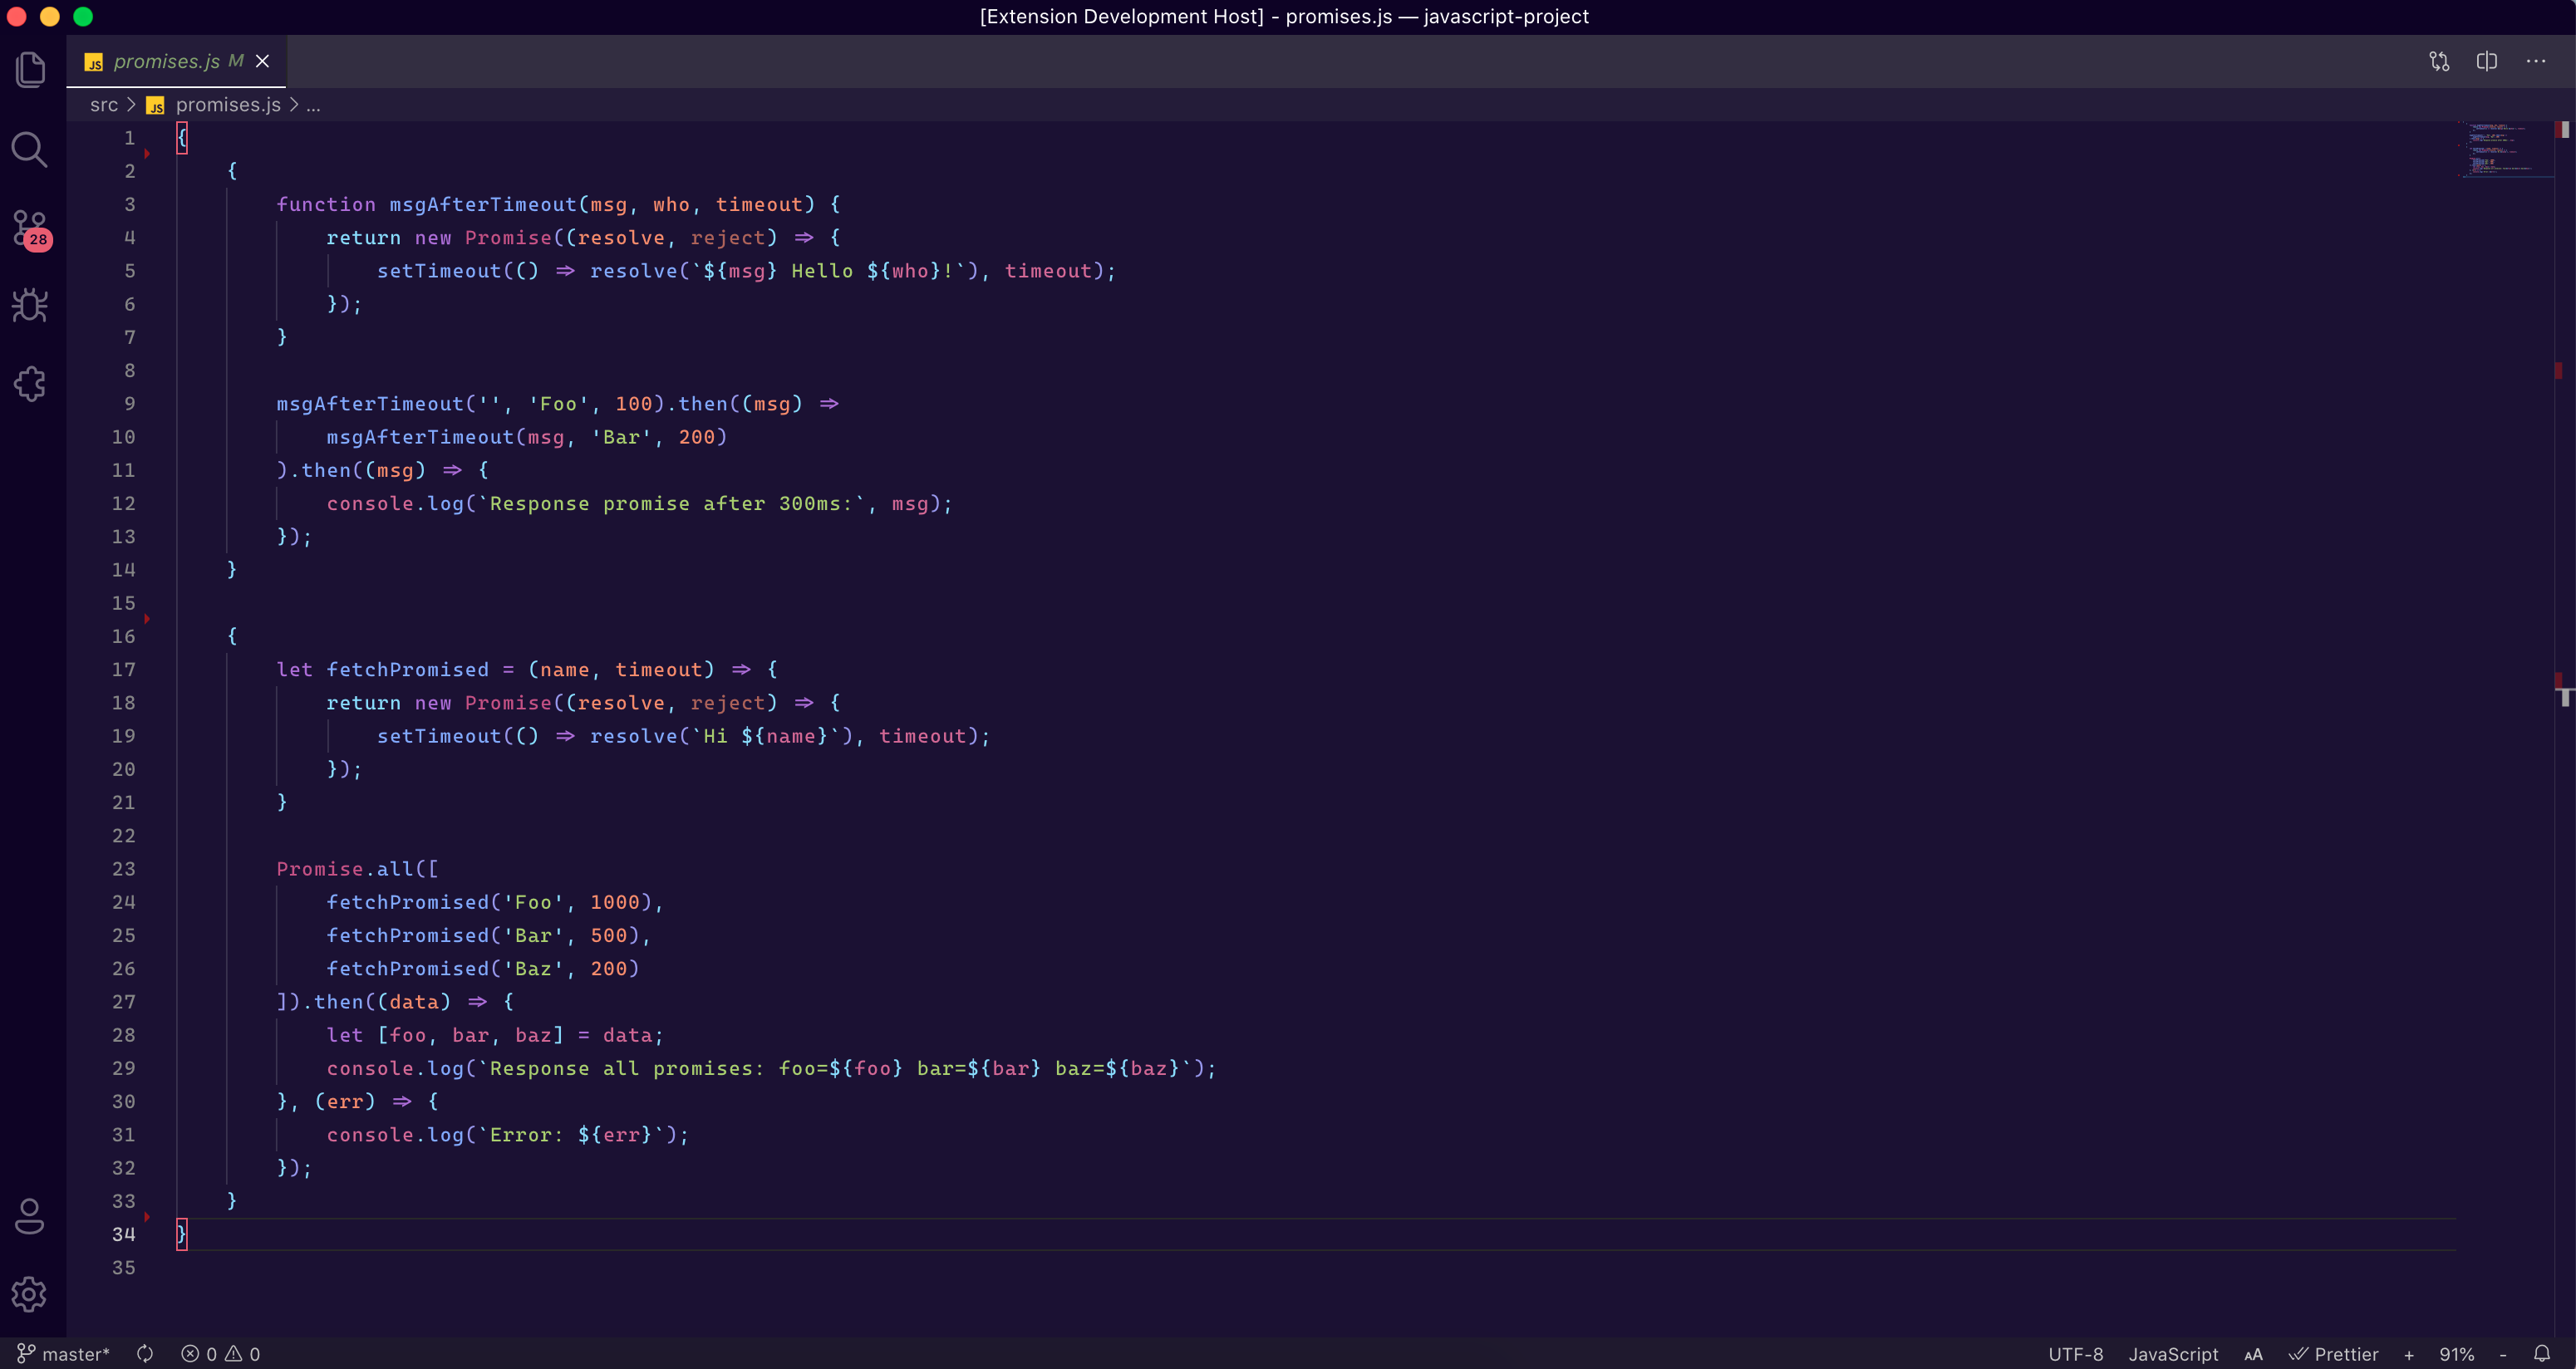 [Extension Development Host] - promises.js — javascript-project
JS promises.js M
src > JS promises.js > ...
1 {
2     {
3         function msgAfterTimeout(msg, who, timeout) {
4             return new Promise((resolve, reject) => {
5                 setTimeout(() => resolve(`${msg} Hello ${who}!`), timeout);
6             });
7         }
8
9         msgAfterTimeout('', 'Foo', 100).then((msg) =>
10             msgAfterTimeout(msg, 'Bar', 200)
11         ).then((msg) => {
12             console.log(`Response promise after 300ms:`, msg);
13         });
14     }
15
16     {
17         let fetchPromised = (name, timeout) => {
18             return new Promise((resolve, reject) => {
19                 setTimeout(() => resolve(`Hi ${name}`), timeout);
20             });
21         }
22
23         Promise.all([
24             fetchPromised('Foo', 1000),
25             fetchPromised('Bar', 500),
26             fetchPromised('Baz', 200)
27         ]).then((data) => {
28             let [foo, bar, baz] = data;
29             console.log(`Response all promises: foo=${foo} bar=${bar} baz=${baz}`);
30         }, (err) => {
31             console.log(`Error: ${err}`);
32         });
33     }
34 }
35
28
master* 0 0 UTF-8 JavaScript AA Prettier + 91% -